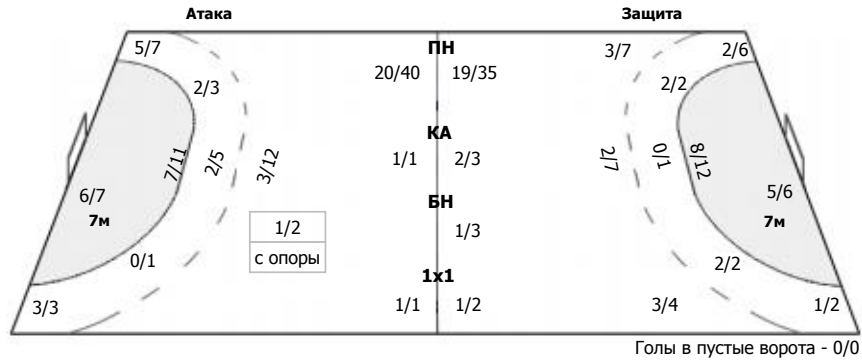 Атака Защита
5/7 ПН 3/7 2/6
20/40 19/35
2/3 2/2
КА
7/11 2/5 3/12 1/1 2/3 2/7 0/1 8/12
6/7 5/6
7м БН 7м
1/2 1/3
с опоры
0/1 2/2
1x1
3/3 1/1 1/2 3/4 1/2
Голы в пустые ворота - 0/0